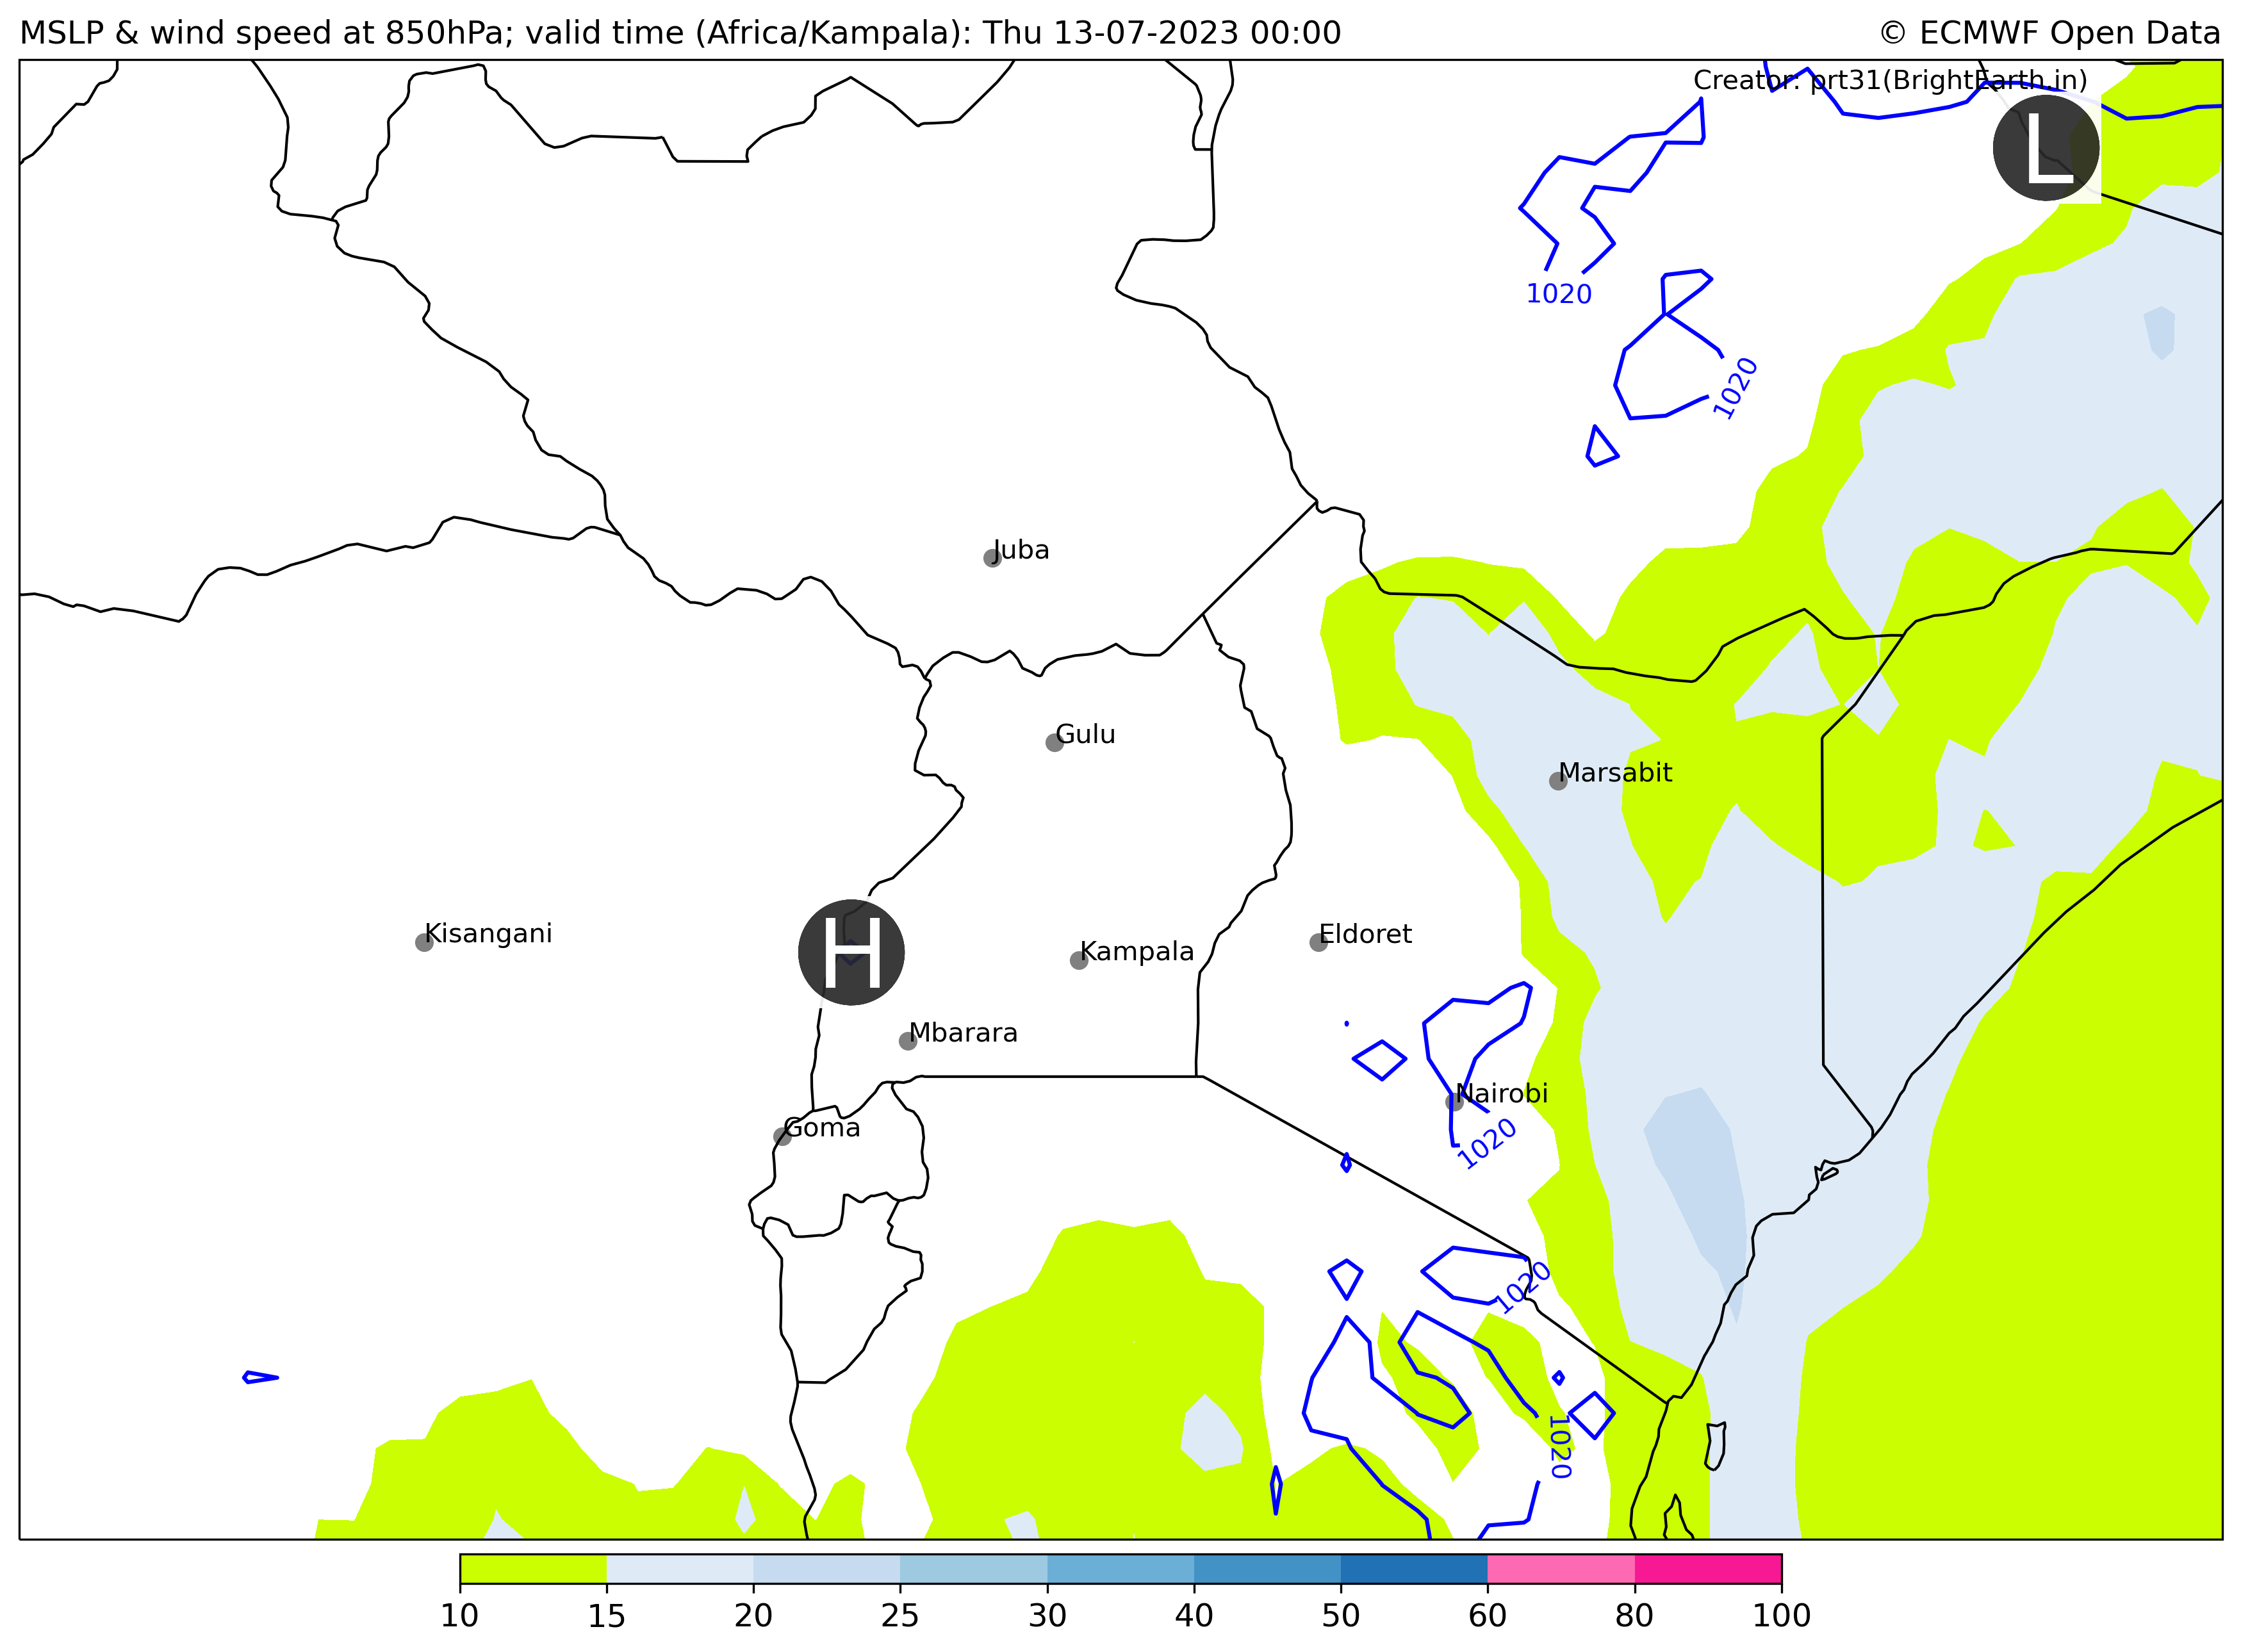 MSLP & wind speed at 850hPa; valid time (Africa/Kampala): Thu 13-07-2023 00:00
© ECMWF Open Data
Creator: prt31(BrightEarth.in)
L
1020
1020
Juba
Gulu
Marsabit
Kisangani
Eldoret
H
Kampala
Mbarara
Nairobi
Goma
1020
1020
1020
10 15 20 25 30 40 50 60 80 100